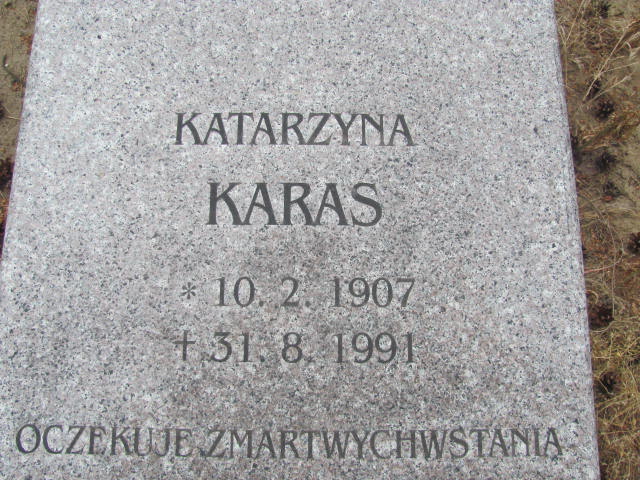 KATARZYNA
KARAS
* 10. 2. 1907
† 31. 8. 1991
OCZEKUJE ZMARTWYCHWSTANIA